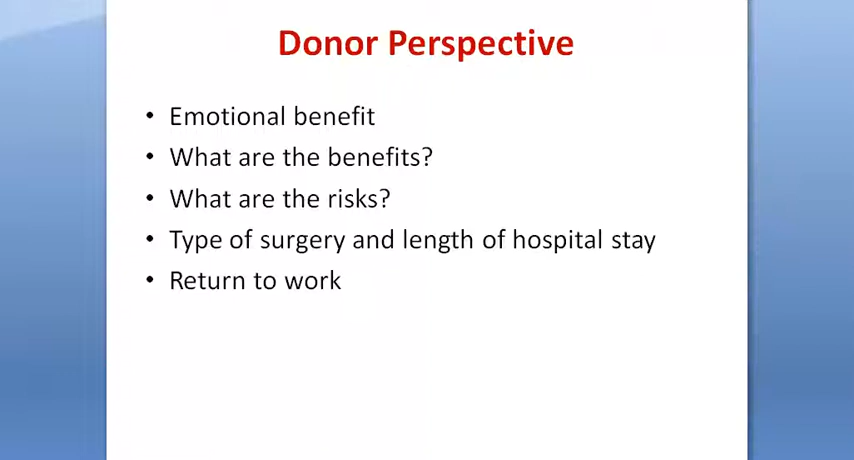 Donor Perspective
• Emotional benefit
• What are the benefits?
• What are the risks?
• Type of surgery and length of hospital stay
• Return to work